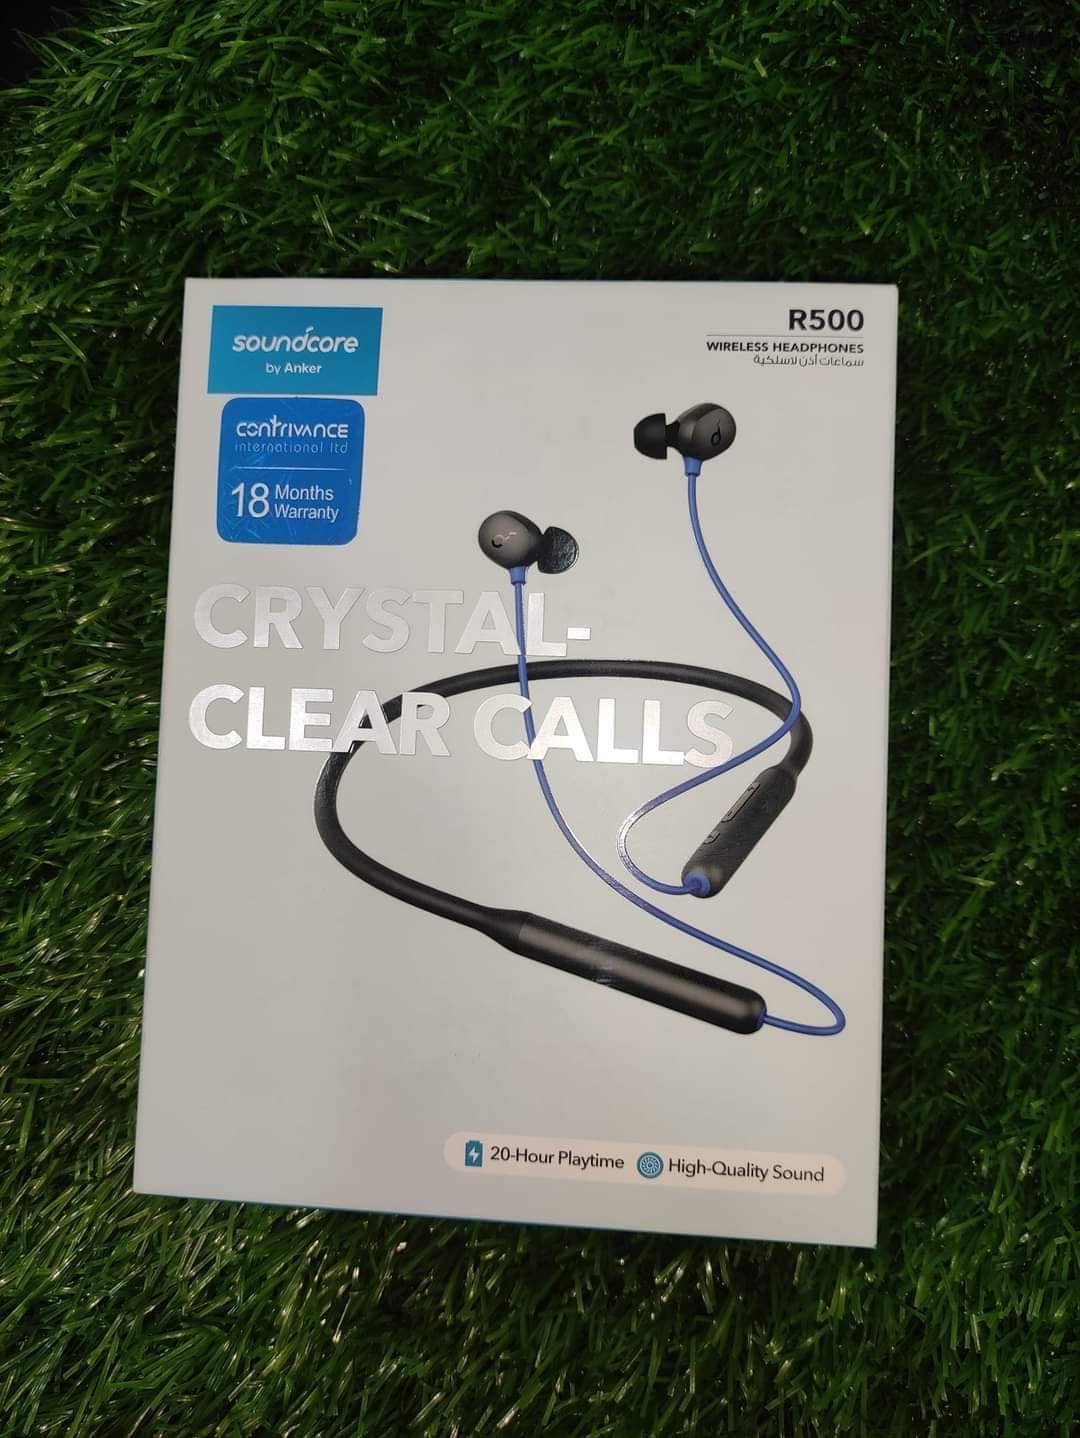 soundcore
by Anker
R500
WIRELESS HEADPHONES
سماعات أذن لاسلكية
contrivance
international ltd
18 Months
Warranty
CRYSTAL-
CLEAR CALLS
20-Hour Playtime High-Quality Sound